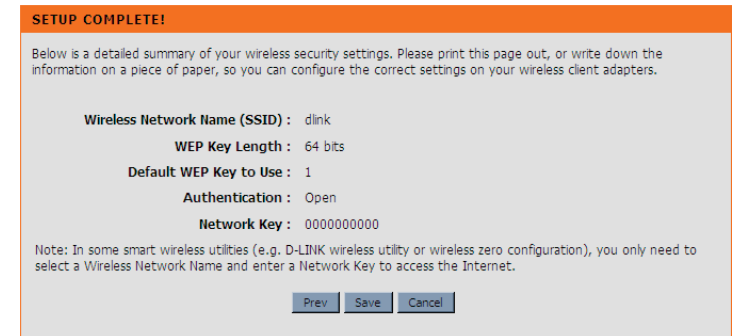 SETUP COMPLETE!
Below is a detailed summary of your wireless security settings. Please print this page out, or write down the
information on a piece of paper, so you can configure the correct settings on your wireless client adapters.
Wireless Network Name (SSID) : dlink
WEP Key Length : 64 bits
Default WEP Key to Use : 1
Authentication : Open
Network Key : 0000000000
Note: In some smart wireless utilities (e.g. D-LINK wireless utility or wireless zero configuration), you only need to
select a Wireless Network Name and enter a Network Key to access the Internet.
Prev Save Cancel